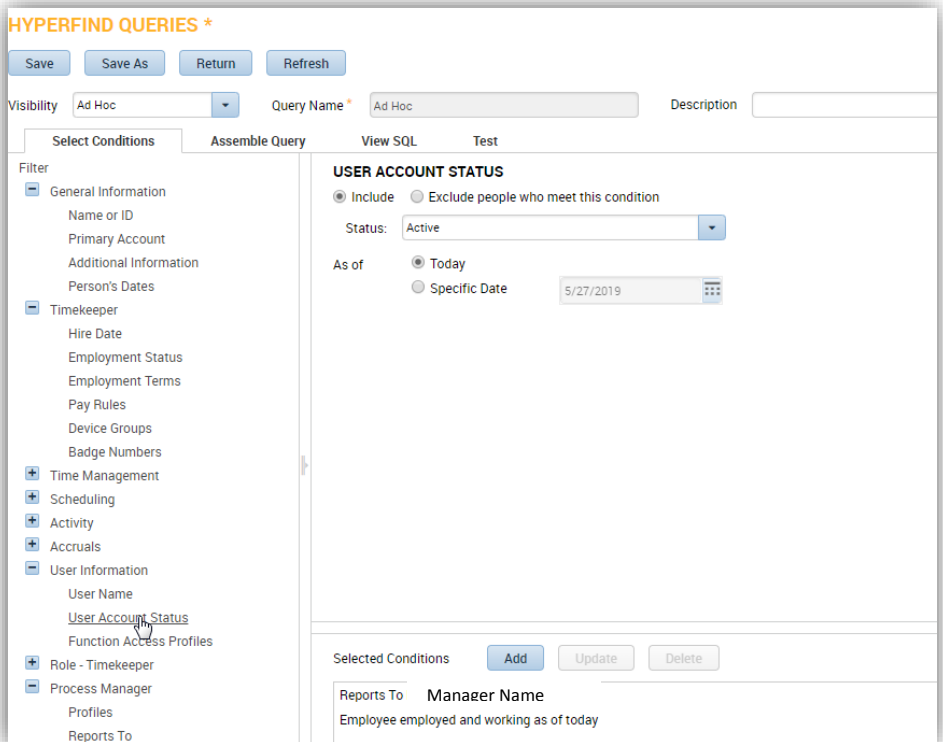 HYPERFIND QUERIES *
Save Save As Return Refresh
Visibility Ad Hoc Query Name * Ad Hoc Description
Select Conditions Assemble Query View SQL Test
Filter
General Information
Name or ID
Primary Account
Additional Information
Person's Dates
Timekeeper
Hire Date
Employment Status
Employment Terms
Pay Rules
Device Groups
Badge Numbers
Time Management
Scheduling
Activity
Accruals
User Information
User Name
User Account Status
Function Access Profiles
Role - Timekeeper
Process Manager
Profiles
Reports To
USER ACCOUNT STATUS
Include Exclude people who meet this condition
Status: Active
As of Today
Specific Date 5/27/2019
Selected Conditions Add Update Delete
Reports To Manager Name
Employee employed and working as of today